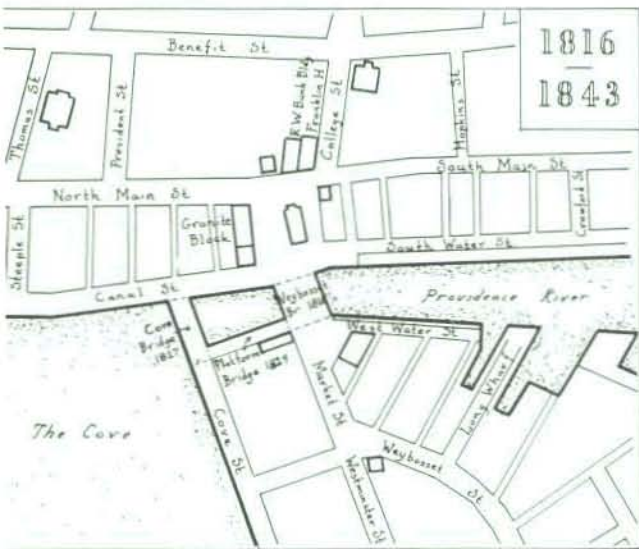 1816
1843
Benefit St
Thomas St
President St
R.W. Bank Bldg
Franklin H
College St
Hopkins St
North Main St
South Main St
Steeple St
Granite
Block
Crawford St
South Water St
Canal St
Weybosset
Br.
Providence River
Cove
Bridge
1827
Platform
Bridge 1829
West Water St
Market St
Long Wharf
The Cove
Cove St
Weybosset
St
Westminster St